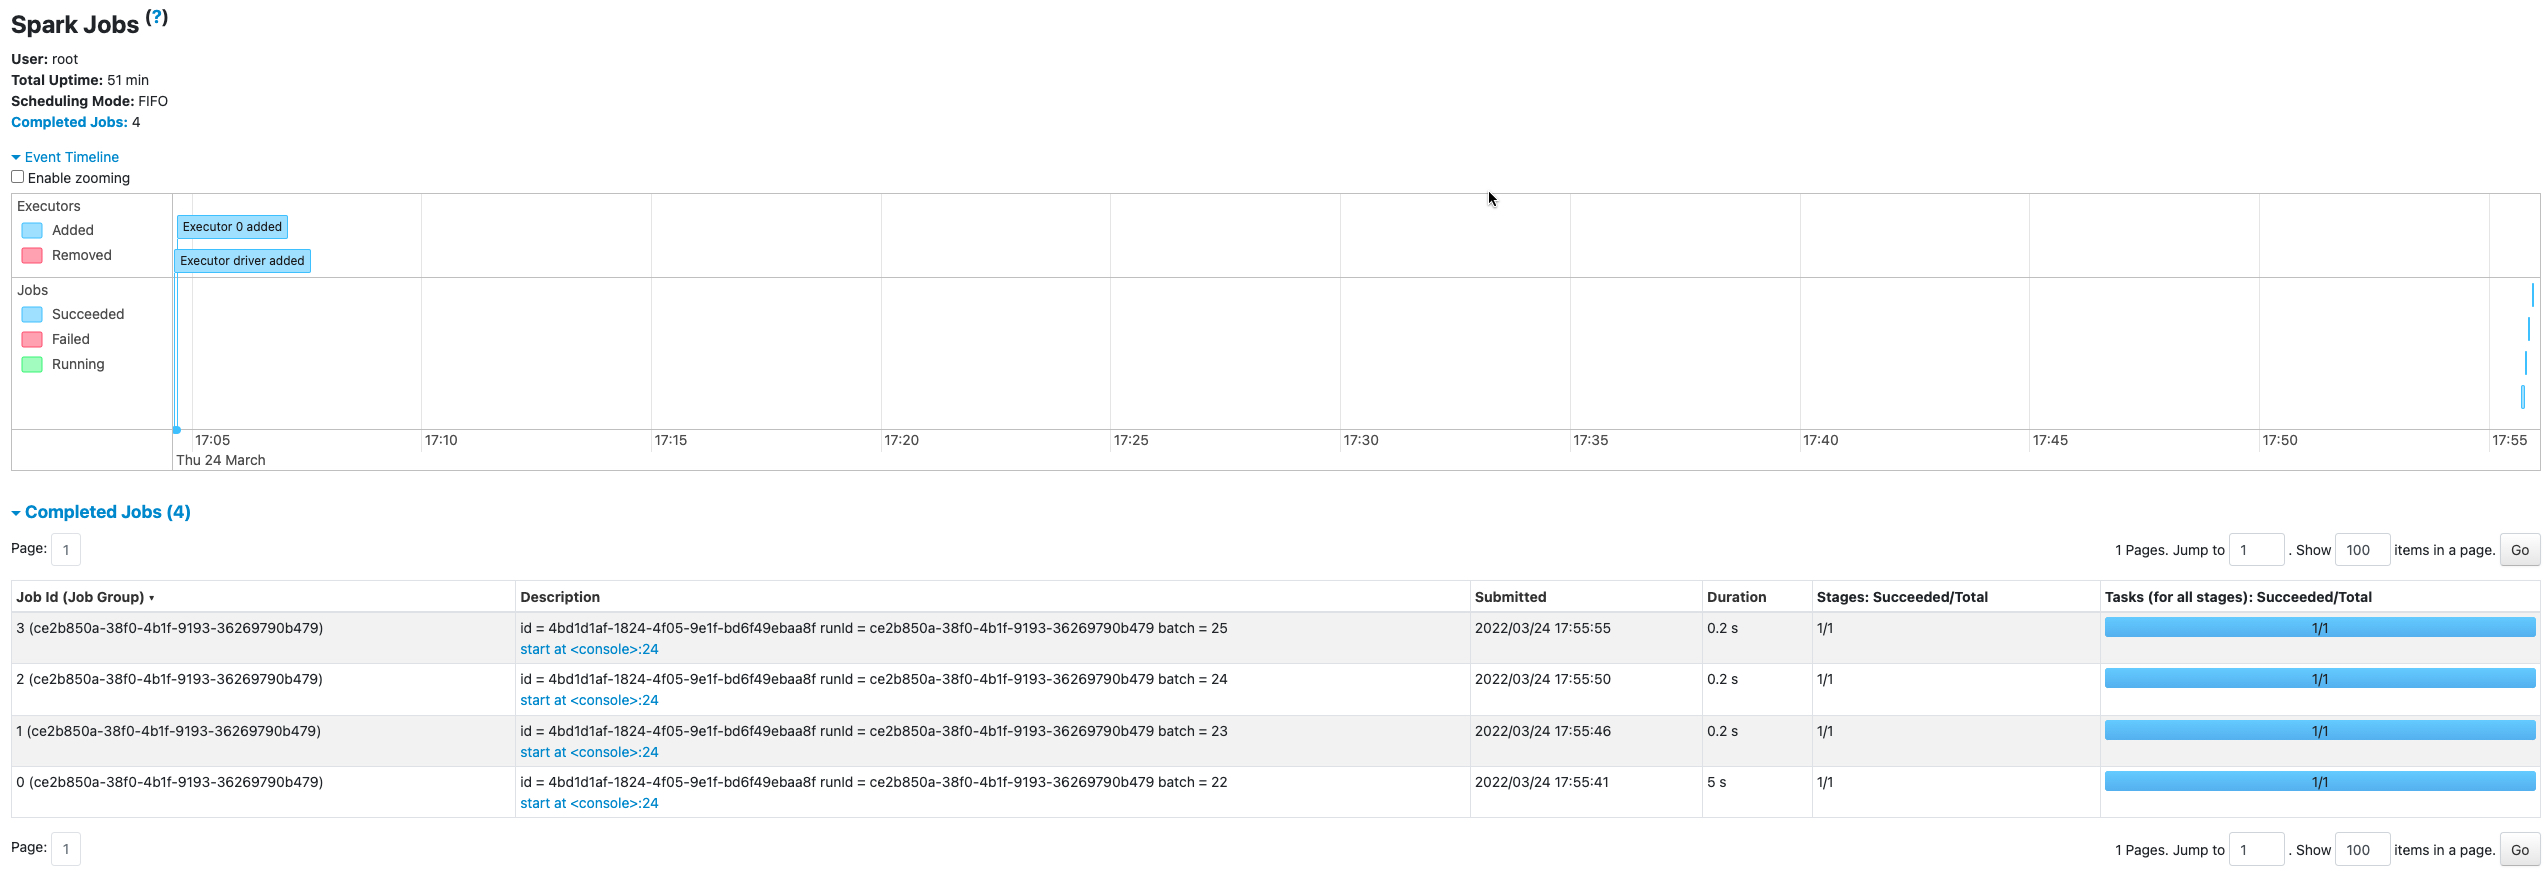 Spark Jobs (?)
User: root
Total Uptime: 51 min
Scheduling Mode: FIFO
Completed Jobs: 4
Event Timeline
Enable zooming
Executors
Added
Removed
Executor 0 added
Executor driver added
Jobs
Succeeded
Failed
Running
17:05 17:10 17:15 17:20 17:25 17:30 17:35 17:40 17:45 17:50 17:55
Thu 24 March
Completed Jobs (4)
Page: 1 1 Pages. Jump to 1 . Show 100 items in a page. Go
Job Id (Job Group) ▾ Description Submitted Duration Stages: Succeeded/Total Tasks (for all stages): Succeeded/Total
3 (ce2b850a-38f0-4b1f-9193-36269790b479) id = 4bd1d1af-1824-4f05-9e1f-bd6f49ebaa8f runId = ce2b850a-38f0-4b1f-9193-36269790b479 batch = 25 2022/03/24 17:55:55 0.2 s 1/1 1/1
start at <console>:24
2 (ce2b850a-38f0-4b1f-9193-36269790b479) id = 4bd1d1af-1824-4f05-9e1f-bd6f49ebaa8f runId = ce2b850a-38f0-4b1f-9193-36269790b479 batch = 24 2022/03/24 17:55:50 0.2 s 1/1 1/1
start at <console>:24
1 (ce2b850a-38f0-4b1f-9193-36269790b479) id = 4bd1d1af-1824-4f05-9e1f-bd6f49ebaa8f runId = ce2b850a-38f0-4b1f-9193-36269790b479 batch = 23 2022/03/24 17:55:46 0.2 s 1/1 1/1
start at <console>:24
0 (ce2b850a-38f0-4b1f-9193-36269790b479) id = 4bd1d1af-1824-4f05-9e1f-bd6f49ebaa8f runId = ce2b850a-38f0-4b1f-9193-36269790b479 batch = 22 2022/03/24 17:55:41 5 s 1/1 1/1
start at <console>:24
Page: 1 1 Pages. Jump to 1 . Show 100 items in a page. Go